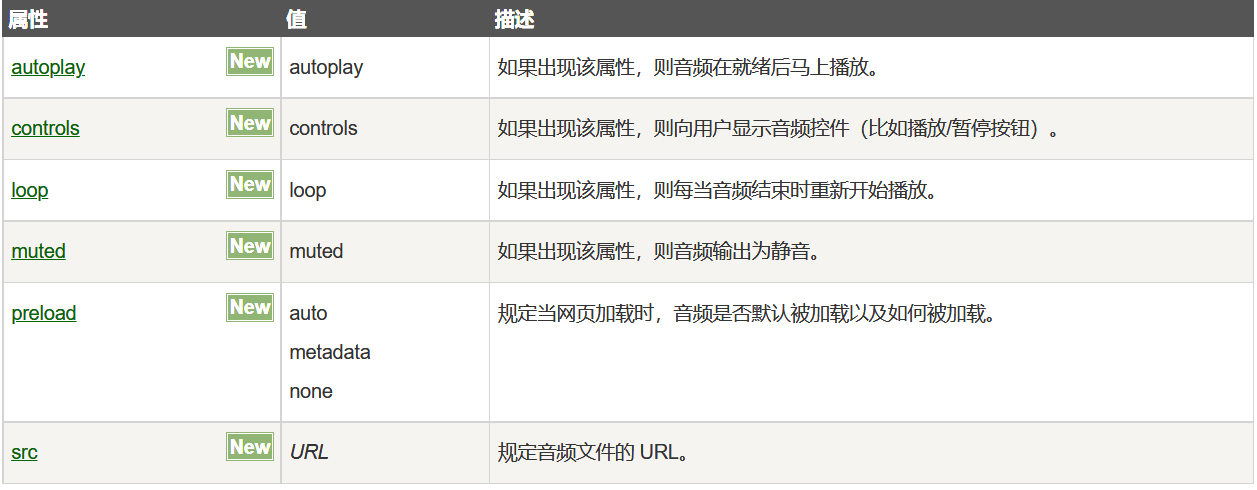 属性 值 描述
autoplay New autoplay 如果出现该属性，则音频在就绪后马上播放。
controls New controls 如果出现该属性，则向用户显示音频控件（比如播放/暂停按钮）。
loop New loop 如果出现该属性，则每当音频结束时重新开始播放。
muted New muted 如果出现该属性，则音频输出为静音。
preload New auto 规定当网页加载时，音频是否默认被加载以及如何被加载。
metadata
none
src New URL 规定音频文件的 URL。